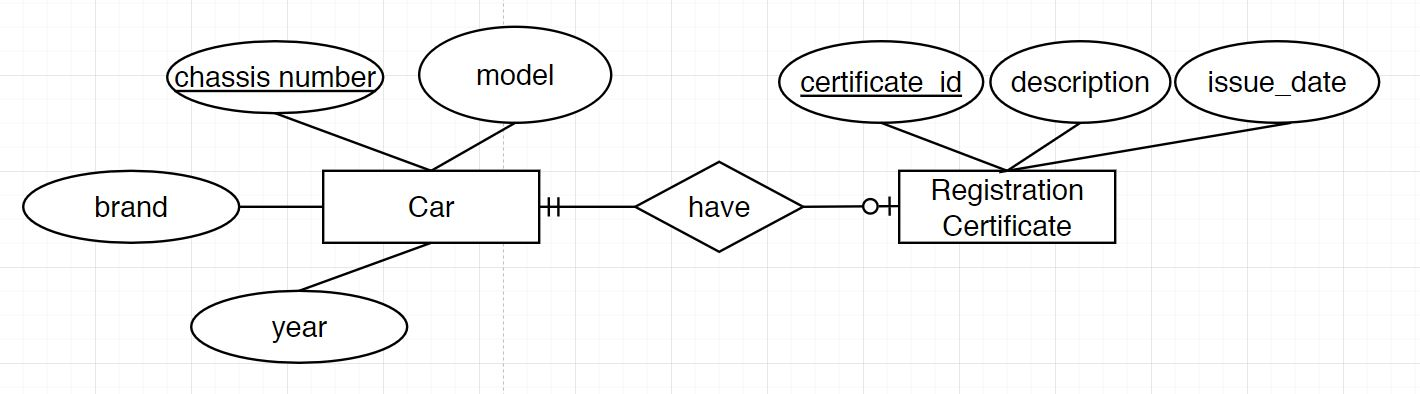 chassis number
model
certificate_id
description
issue_date
brand
Car
have
Registration
Certificate
year